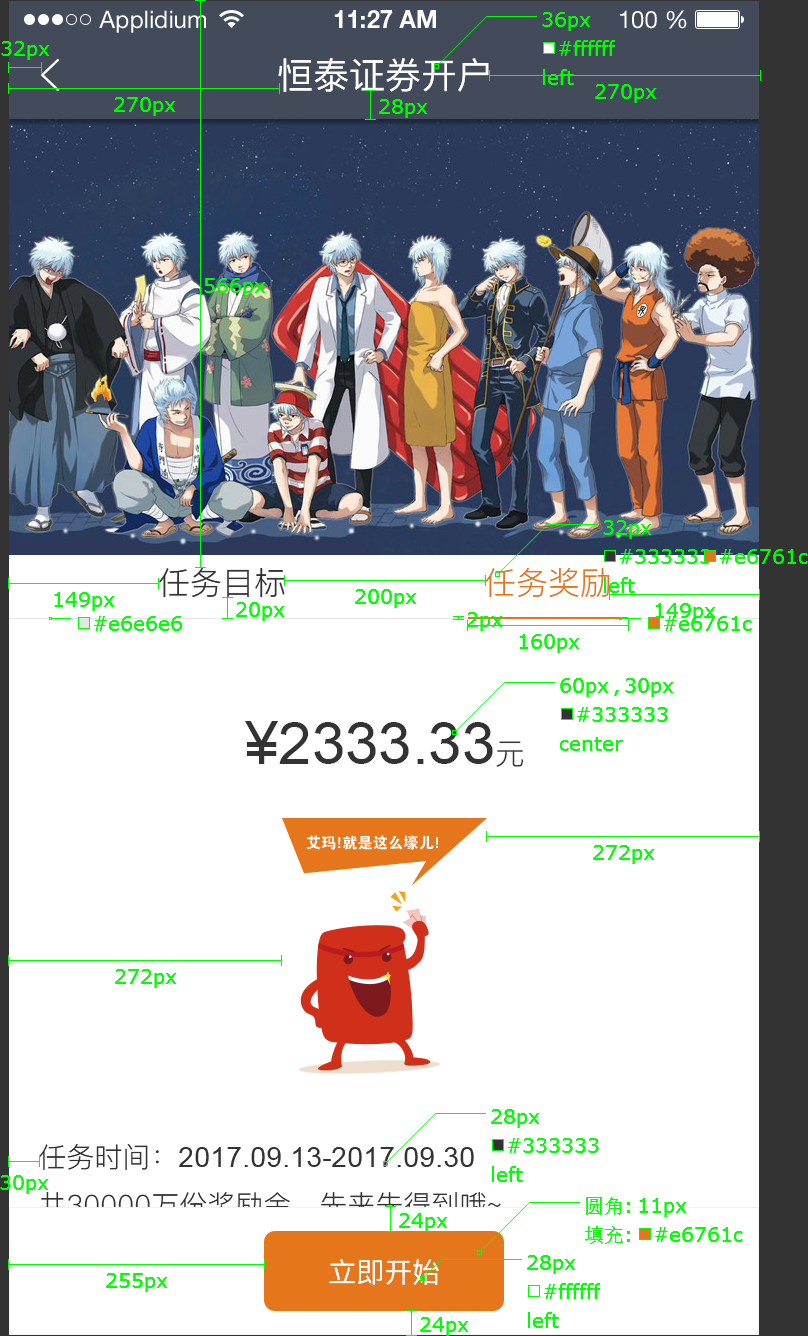 Applidium 11:27 AM 100 %
36px
#ffffff
left
32px
恒泰证券开户
270px
28px
270px
566px
32px
#333333
#e6761c
left
任务目标
任务奖励
149px
200px
149px
20px
#e6e6e6
2px
#e6761c
160px
60px,30px
#333333
center
¥2333.33元
艾玛!就是这么壕儿!
272px
272px
28px
#333333
left
任务时间：2017.09.13-2017.09.30
30px
共30000万份奖励金，先来先得到哦~
圆角: 11px
填充: #e6761c
24px
立即开始
28px
#ffffff
left
255px
24px